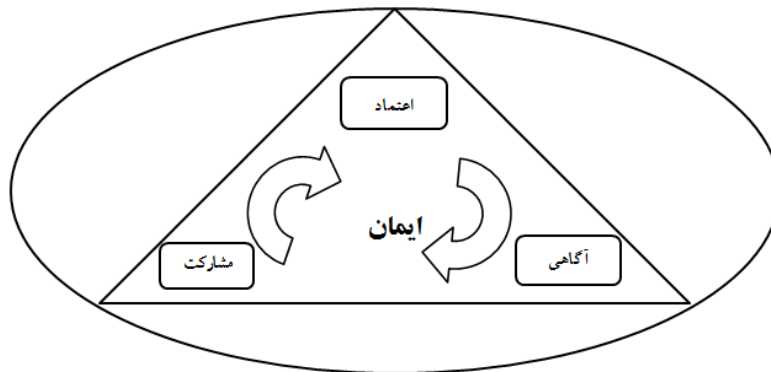 اعتماد
ایمان
آگاهی
مشارکت